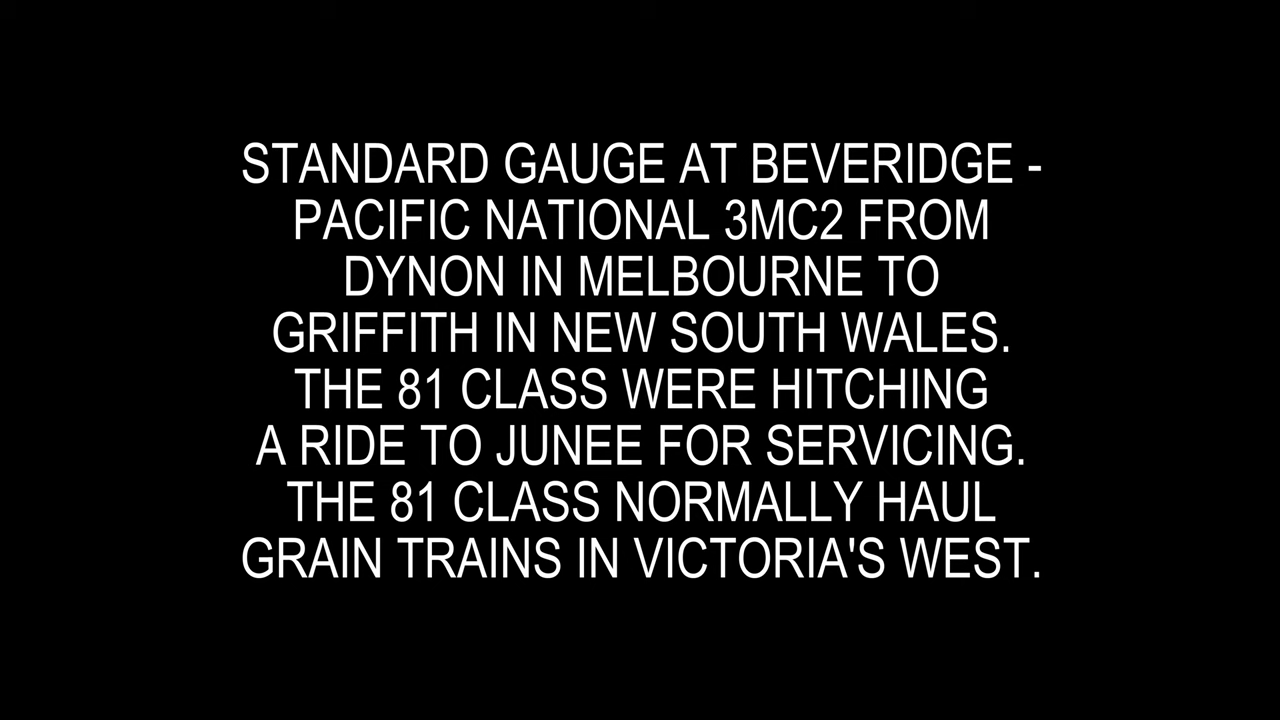 STANDARD GAUGE AT BEVERIDGE -
PACIFIC NATIONAL 3MC2 FROM
DYNON IN MELBOURNE TO
GRIFFITH IN NEW SOUTH WALES.
THE 81 CLASS WERE HITCHING
A RIDE TO JUNEE FOR SERVICING.
THE 81 CLASS NORMALLY HAUL
GRAIN TRAINS IN VICTORIA'S WEST.